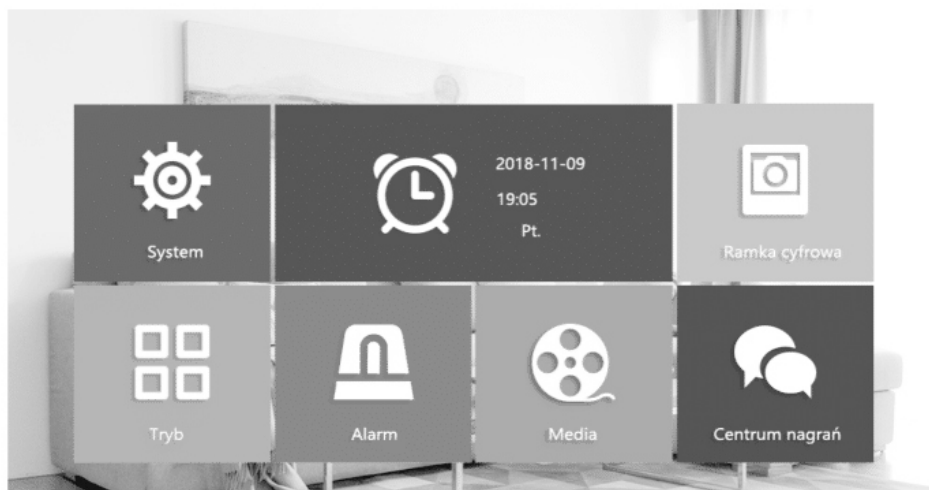 System
2018-11-09
19:05
Pt.
Ramka cyfrowa
Tryb
Alarm
Media
Centrum nagrań